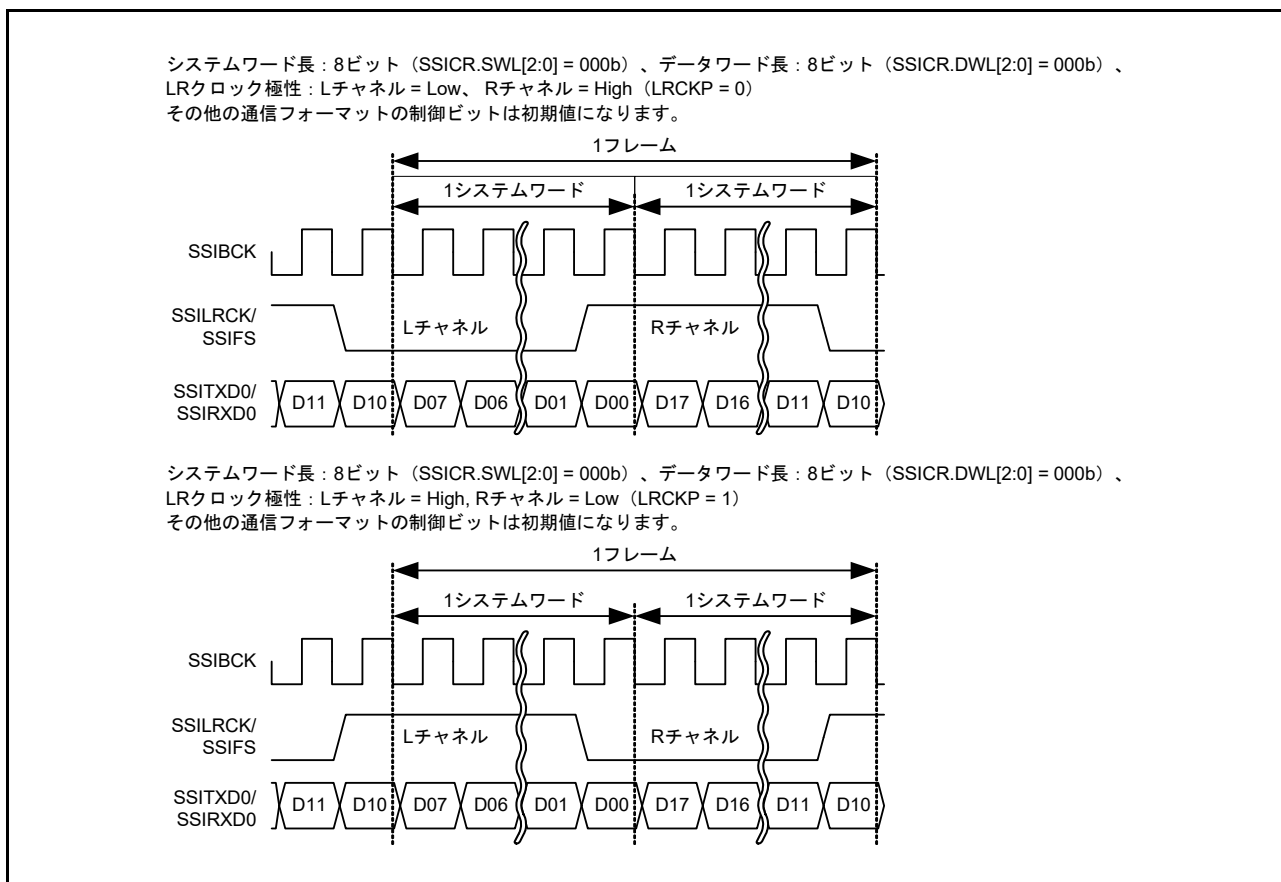 システムワード長：8ビット（SSICR.SWL[2:0] = 000b）、データワード長：8ビット（SSICR.DWL[2:0] = 000b）、
LRクロック極性：Lチャネル = Low、 Rチャネル = High（LRCKP = 0）
その他の通信フォーマットの制御ビットは初期値になります。
1フレーム
1システムワード 1システムワード
SSIBCK
SSILRCK/
SSIFS
Lチャネル Rチャネル
SSITXD0/
SSIRXD0
D11 D10 D07 D06 D01 D00 D17 D16 D11 D10
システムワード長：8ビット（SSICR.SWL[2:0] = 000b）、データワード長：8ビット（SSICR.DWL[2:0] = 000b）、
LRクロック極性：Lチャネル = High, Rチャネル = Low（LRCKP = 1）
その他の通信フォーマットの制御ビットは初期値になります。
1フレーム
1システムワード 1システムワード
SSIBCK
SSILRCK/
SSIFS
Lチャネル Rチャネル
SSITXD0/
SSIRXD0
D11 D10 D07 D06 D01 D00 D17 D16 D11 D10